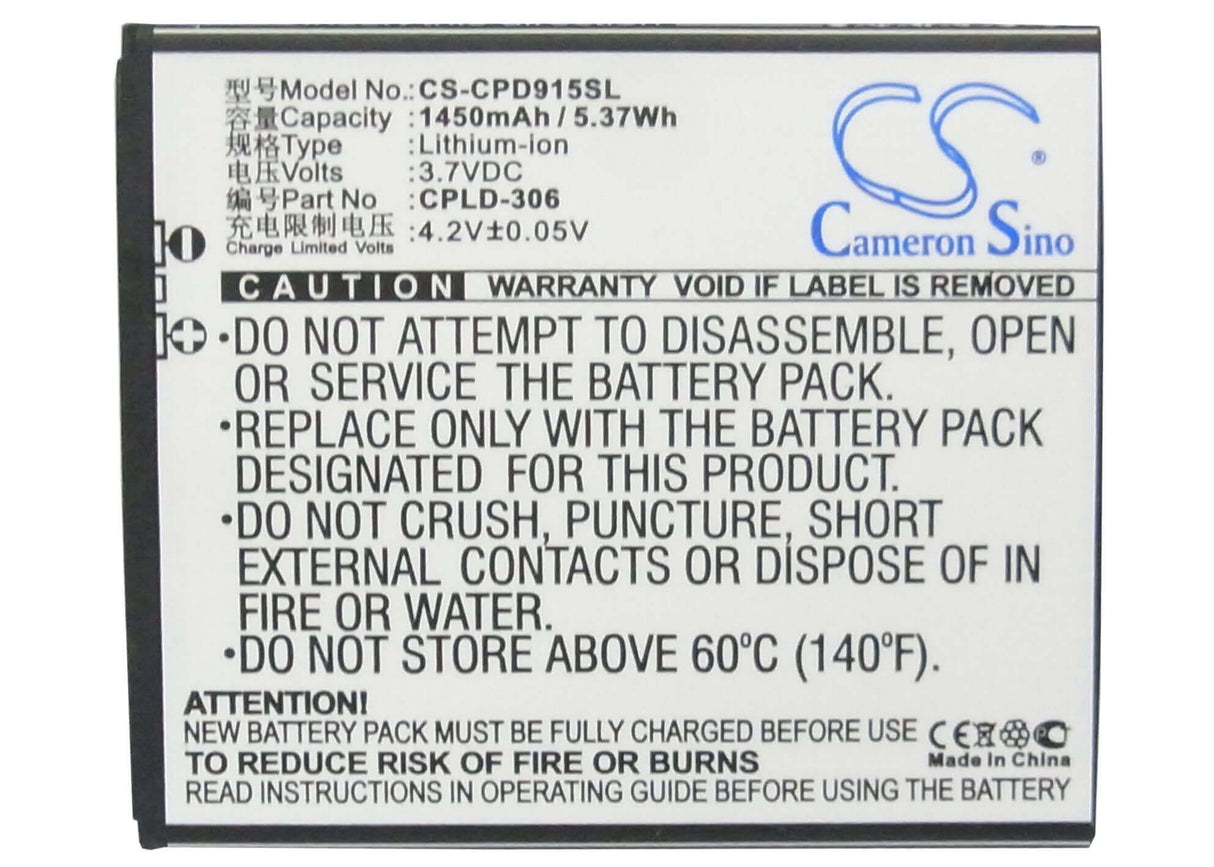 型号Model No.:CS-CPD915SL
容量Capacity :1450mAh / 5.37Wh
规格Type :Lithium-ion
电压Volts :3.7VDC
编号Part No :CPLD-306
充电限制电压
Charge Limited Volts :4.2V±0.05V
CS ®
Cameron Sino
CAUTION WARRANTY VOID IF LABEL IS REMOVED
•DO NOT ATTEMPT TO DISASSEMBLE, OPEN
OR SERVICE THE BATTERY PACK.
•REPLACE ONLY WITH THE BATTERY PACK
DESIGNATED FOR THIS PRODUCT.
•DO NOT CRUSH, PUNCTURE, SHORT
EXTERNAL CONTACTS OR DISPOSE OF IN
FIRE OR WATER.
•DO NOT STORE ABOVE 60°C (140°F).
ATTENTION!
NEW BATTERY PACK MUST BE FULLY CHARGED BEFORE USE
TO REDUCE RISK OF FIRE OR BURNS
READ INSTRUCTIONS IN OPERATING GUIDE BEFORE USING THE BATTERY
CE
Made in China